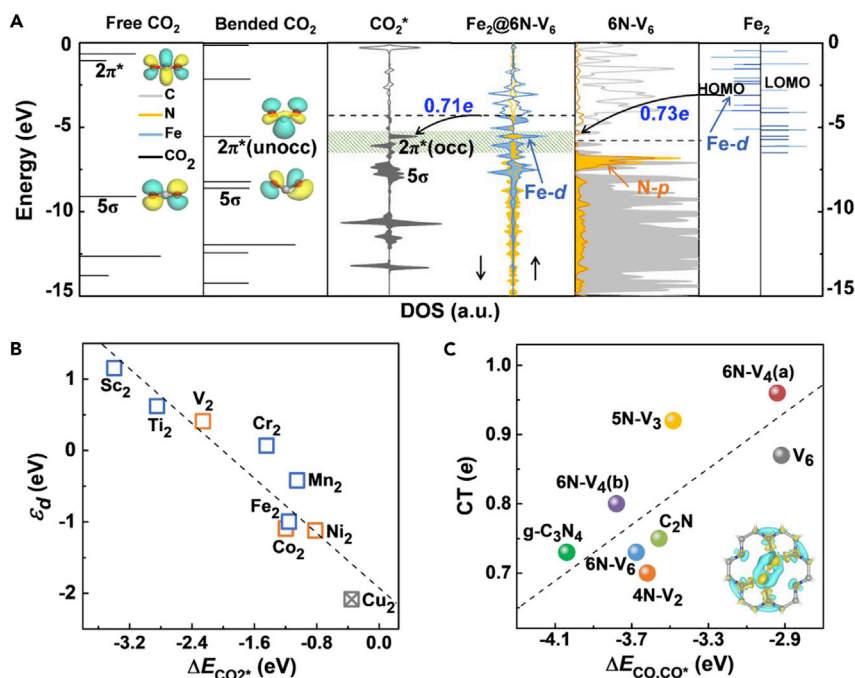 A
Free CO₂ Bended CO₂ CO₂* Fe₂@6N-V₆ 6N-V₆ Fe₂
Energy (eV)
0
-5
-10
-15
2π*
C
N
Fe
CO₂
5σ
2π*(unocc)
5σ
0.71e
2π*(occ)
5σ
Fe-d
0.73e
N-p
HOMO
LOMO
Fe-d
0
-5
-10
-15
DOS (a.u.)
B
εd (eV)
1
0
-1
-2
Sc₂
Ti₂
V₂
Cr₂
Mn₂
Fe₂
Co₂
Ni₂
Cu₂
-3.2 -2.4 -1.6 -0.8 0.0
ΔE CO2* (eV)
C
CT (e)
1.0
0.9
0.8
0.7
6N-V₄(a)
5N-V₃
V₆
6N-V₄(b)
g-C₃N₄
C₂N
6N-V₆
4N-V₂
-4.1 -3.7 -3.3 -2.9
ΔE CO,CO* (eV)